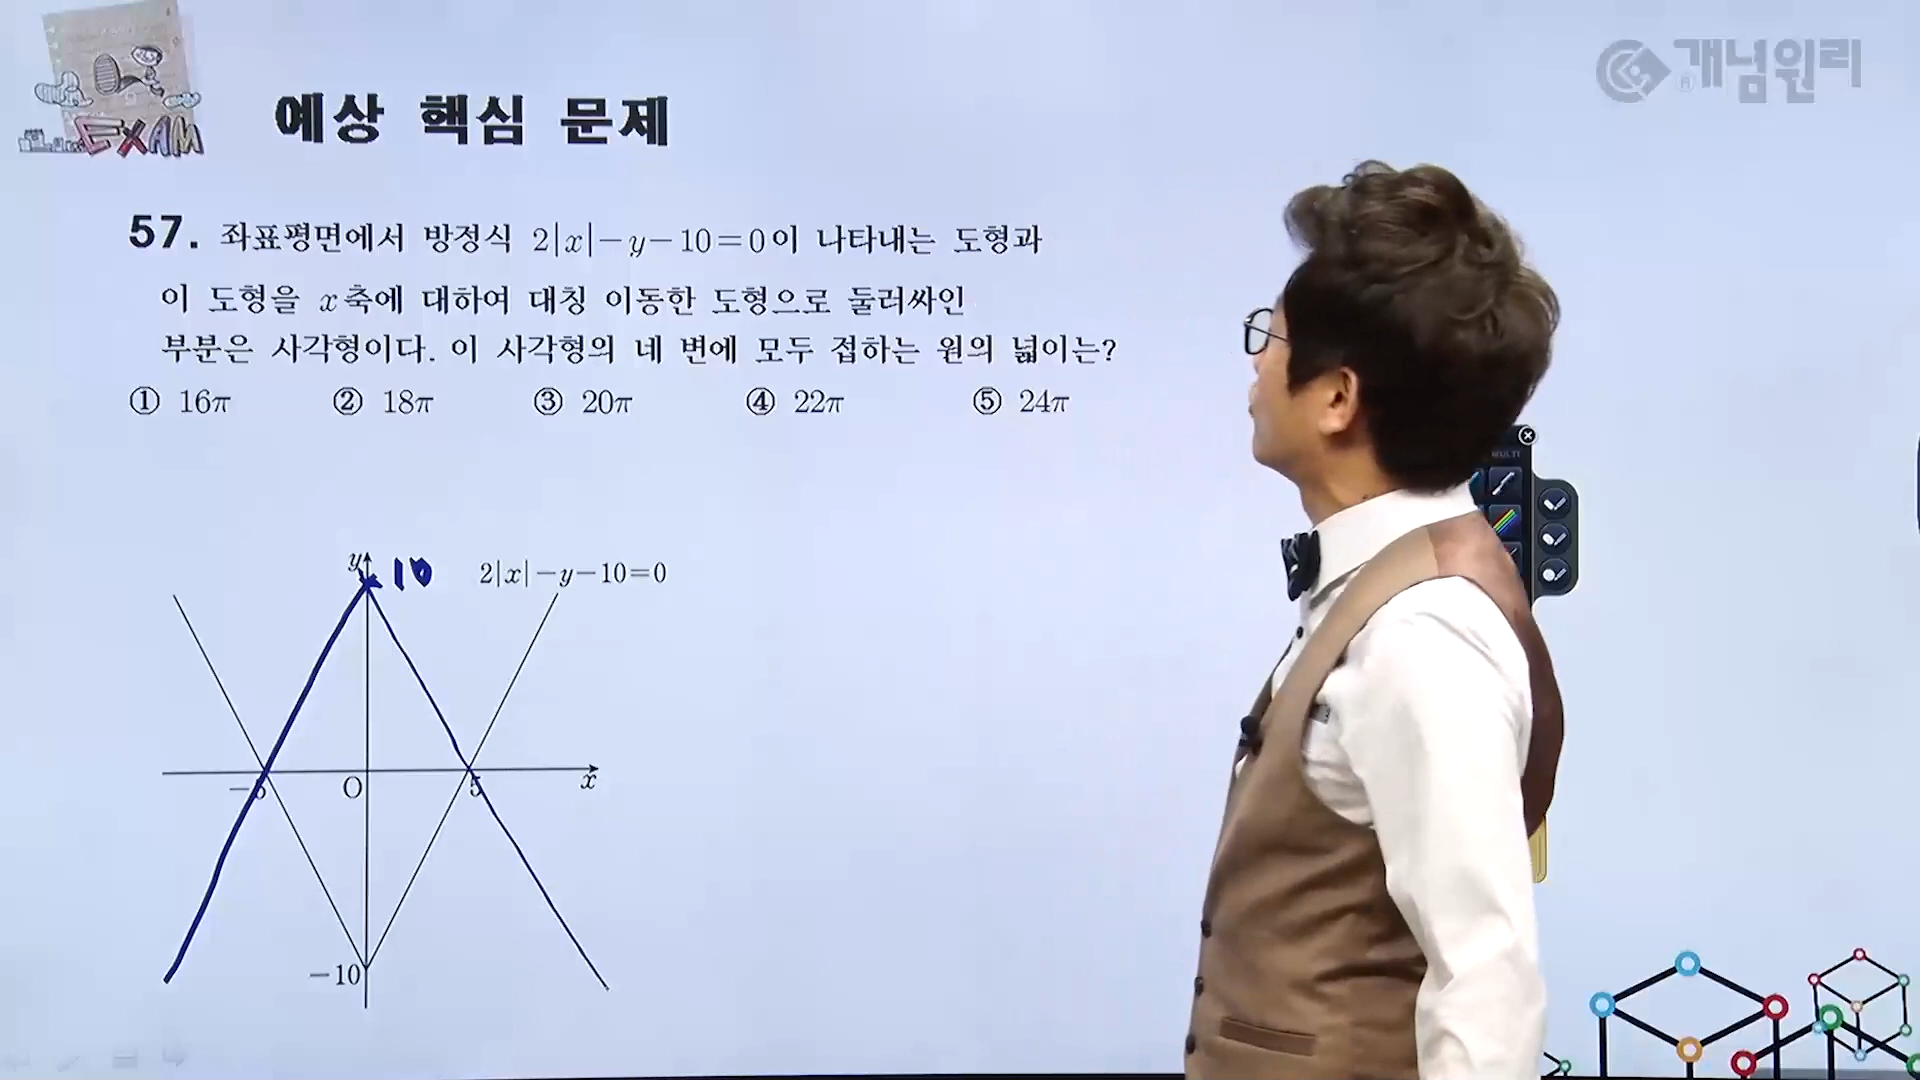 EXAM
예상 핵심 문제
개념원리
57. 좌표평면에서 방정식 2|x|-y-10=0이 나타내는 도형과
이 도형을 x축에 대하여 대칭 이동한 도형으로 둘러싸인
부분은 사각형이다. 이 사각형의 네 변에 모두 접하는 원의 넓이는?
① 16π ② 18π ③ 20π ④ 22π ⑤ 24π
MULTI
y 10 2|x|-y-10=0
-5 O 5 x
-10